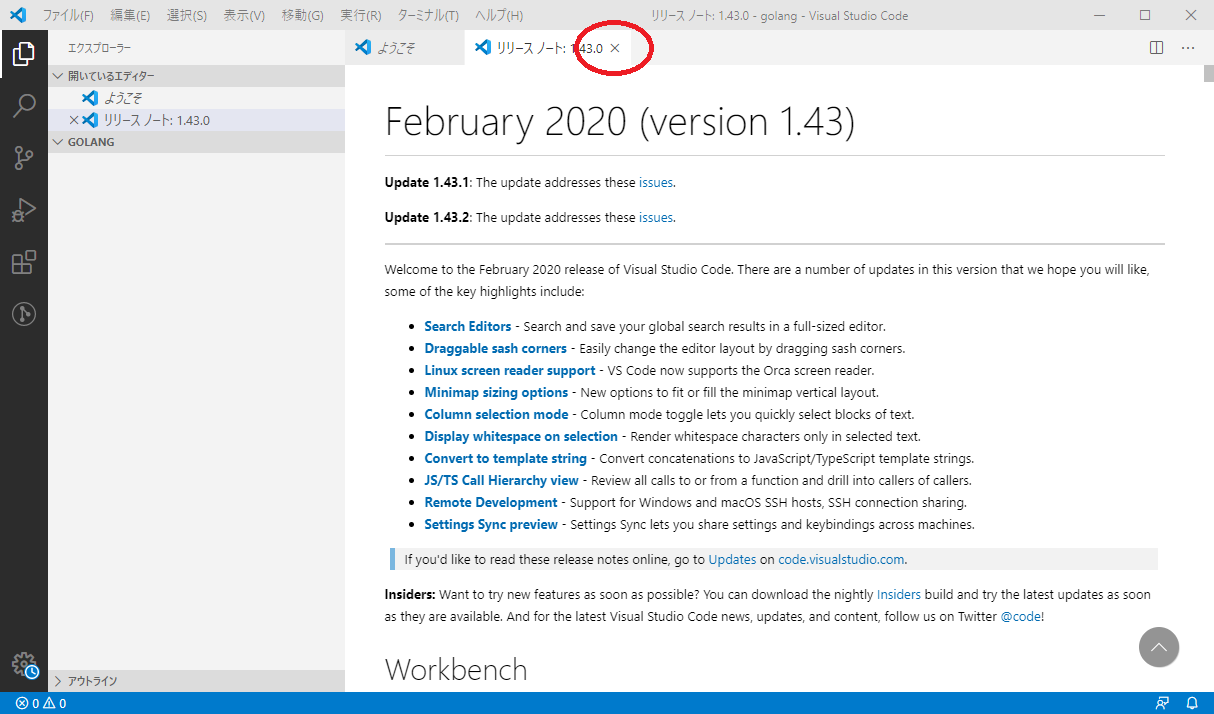 ファイル(F) 編集(E) 選択(S) 表示(V) 移動(G) 実行(R) ターミナル(T) ヘルプ(H) リリース ノート: 1.43.0 - golang - Visual Studio Code
エクスプローラー
ようこそ
リリース ノート: 1.43.0
開いているエディター
ようこそ
リリース ノート: 1.43.0
GOLANG
アウトライン
February 2020 (version 1.43)
Update 1.43.1: The update addresses these issues.
Update 1.43.2: The update addresses these issues.
Welcome to the February 2020 release of Visual Studio Code. There are a number of updates in this version that we hope you will like,
some of the key highlights include:
• Search Editors - Search and save your global search results in a full-sized editor.
• Draggable sash corners - Easily change the editor layout by dragging sash corners.
• Linux screen reader support - VS Code now supports the Orca screen reader.
• Minimap sizing options - New options to fit or fill the minimap vertical layout.
• Column selection mode - Column mode toggle lets you quickly select blocks of text.
• Display whitespace on selection - Render whitespace characters only in selected text.
• Convert to template string - Convert concatenations to JavaScript/TypeScript template strings.
• JS/TS Call Hierarchy view - Review all calls to or from a function and drill into callers of callers.
• Remote Development - Support for Windows and macOS SSH hosts, SSH connection sharing.
• Settings Sync preview - Settings Sync lets you share settings and keybindings across machines.
If you'd like to read these release notes online, go to Updates on code.visualstudio.com.
Insiders: Want to try new features as soon as possible? You can download the nightly Insiders build and try the latest updates as soon
as they are available. And for the latest Visual Studio Code news, updates, and content, follow us on Twitter @code!
Workbench
0 0